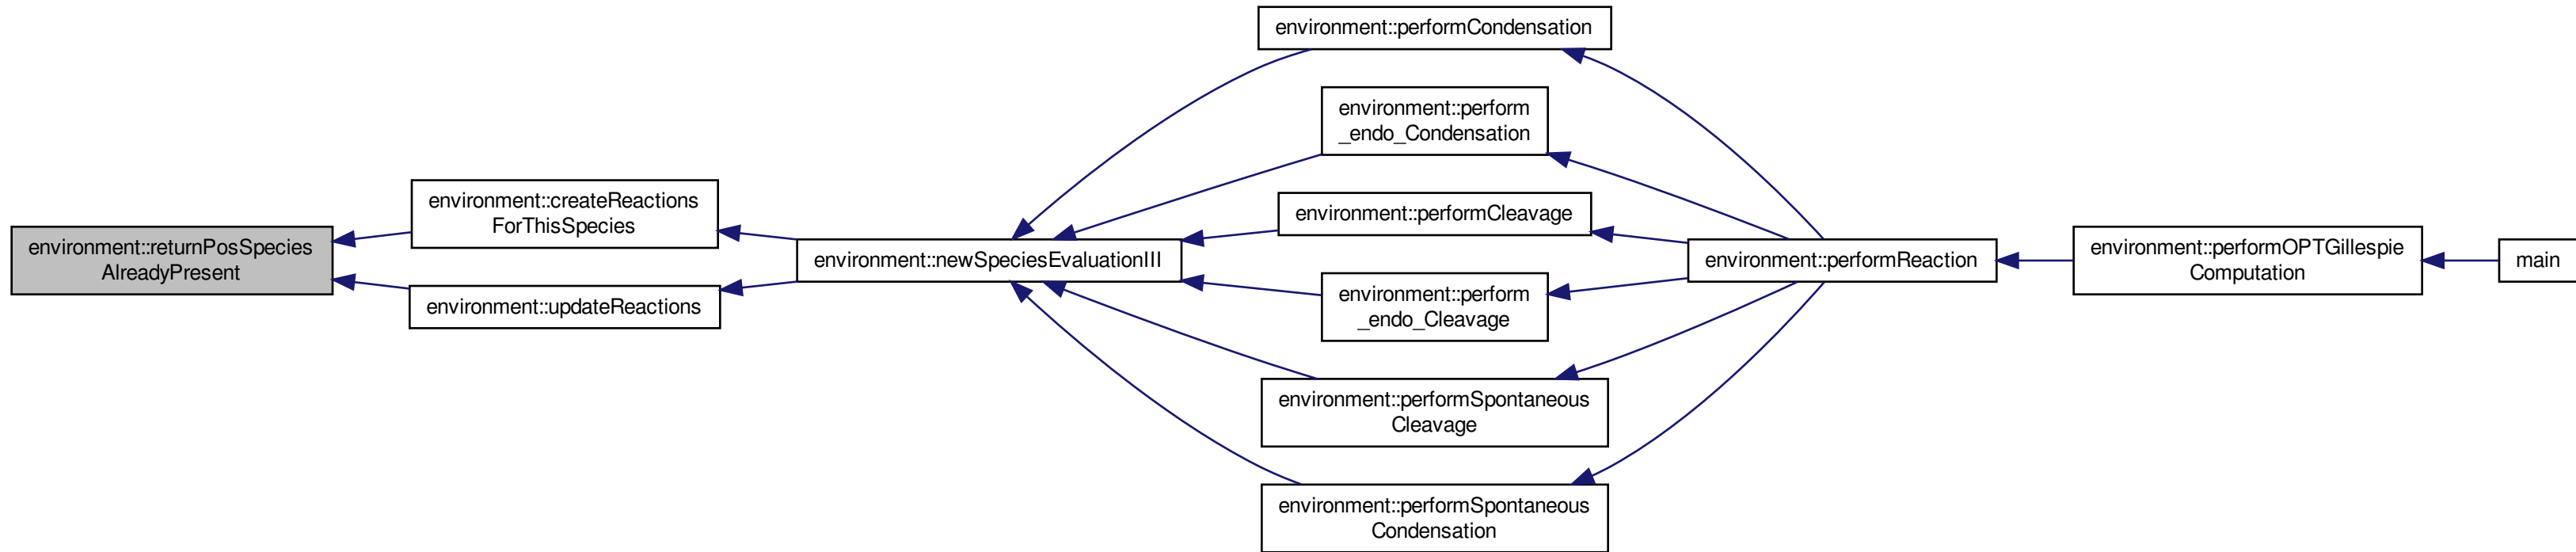 environment::returnPosSpecies
AlreadyPresent
environment::createReactions
ForThisSpecies
environment::updateReactions
environment::newSpeciesEvaluationIII
environment::performCondensation
environment::perform
_endo_Condensation
environment::performCleavage
environment::perform
_endo_Cleavage
environment::performSpontaneous
Cleavage
environment::performSpontaneous
Condensation
environment::performReaction
environment::performOPTGillespie
Computation
main